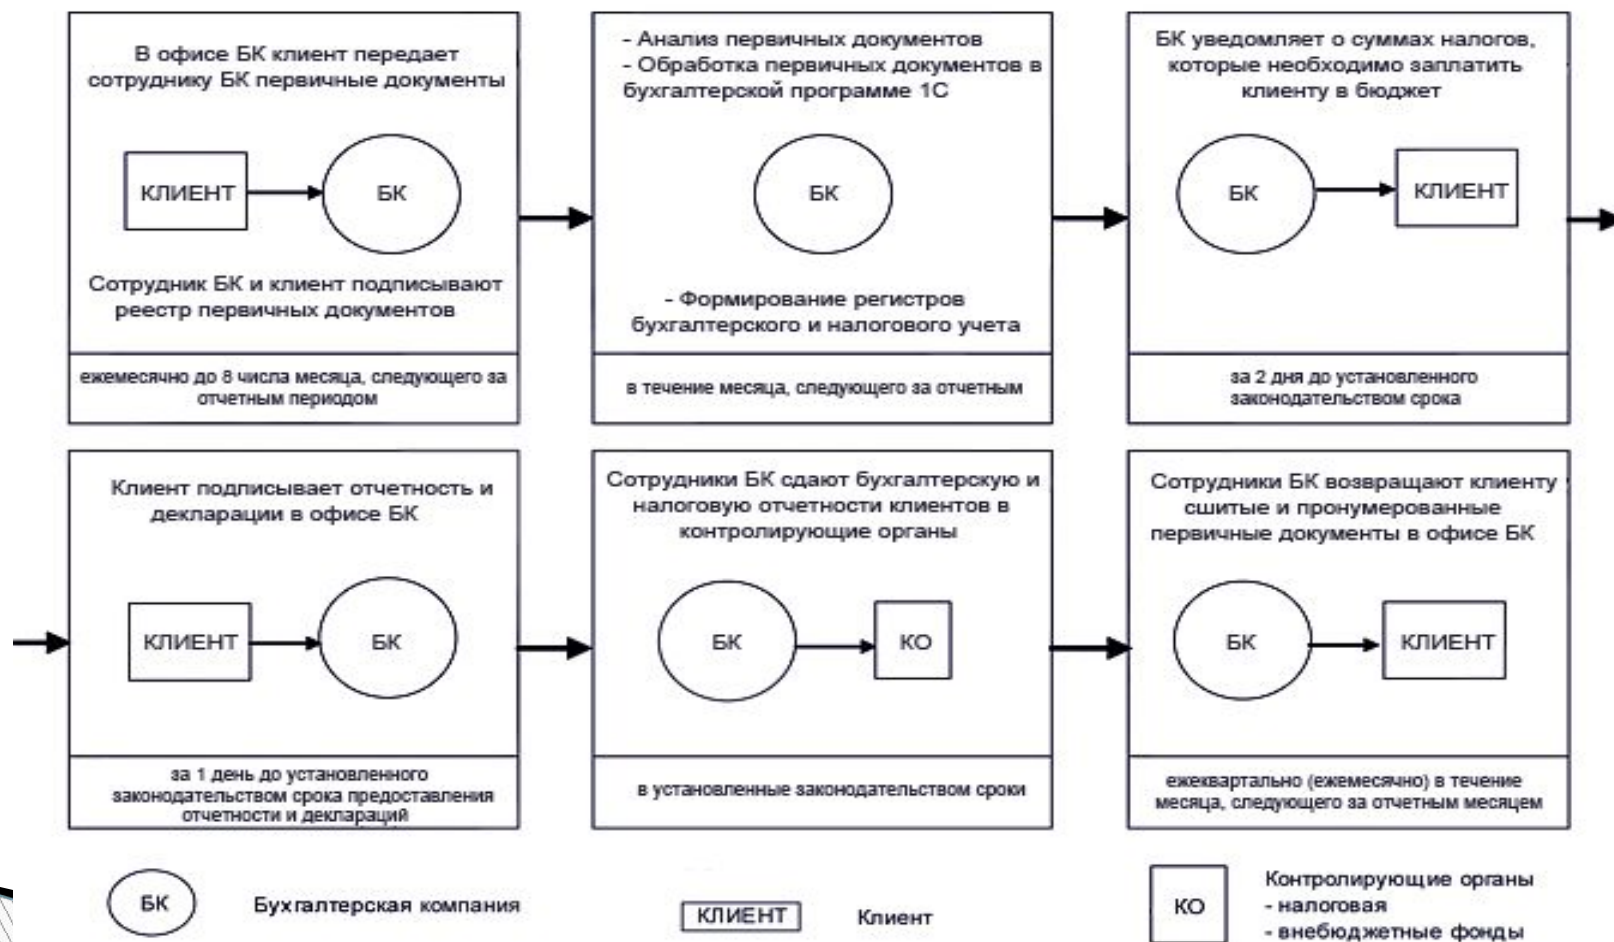 В офисе БК клиент передает
сотруднику БК первичные документы
КЛИЕНТ
БК
Сотрудник БК и клиент подписывают
реестр первичных документов
ежемесячно до 8 числа месяца, следующего за
отчетным периодом
- Анализ первичных документов
- Обработка первичных документов в
бухгалтерской программе 1С
БК
- Формирование регистров
бухгалтерского и налогового учета
в течение месяца, следующего за отчетным
БК уведомляет о суммах налогов,
которые необходимо заплатить
клиенту в бюджет
БК
КЛИЕНТ
за 2 дня до установленного
законодательством срока
Клиент подписывает отчетность и
декларации в офисе БК
КЛИЕНТ
БК
за 1 день до установленного
законодательством срока предоставления
отчетности и деклараций
Сотрудники БК сдают бухгалтерскую и
налоговую отчетности клиентов в
контролирующие органы
БК
КО
в установленные законодательством сроки
Сотрудники БК возвращают клиенту
сшитые и пронумерованные
первичные документы в офисе БК
БК
КЛИЕНТ
ежеквартально (ежемесячно) в течение
месяца, следующего за отчетным месяцем
БК
Бухгалтерская компания
КЛИЕНТ
Клиент
КО
Контролирующие органы
- налоговая
- внебюджетные фонды